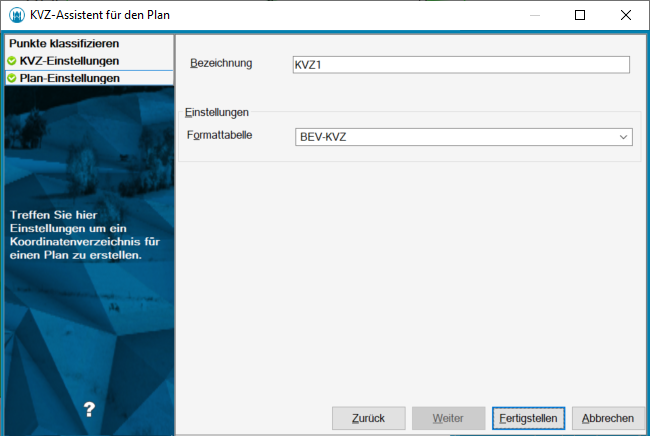 KVZ-Assistent für den Plan
Punkte klassifizieren
KVZ-Einstellungen
Plan-Einstellungen
Treffen Sie hier
Einstellungen um ein
Koordinatenverzeichnis für
einen Plan zu erstellen.
?
Bezeichnung
KVZ1
Einstellungen
Formattabelle
BEV-KVZ
Zurück
Weiter
Fertigstellen
Abbrechen